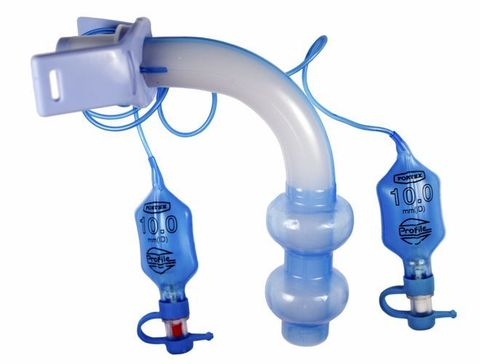 PORTEX
10.0
mm(ID)
Profile
PORTEX
10.0
mm(ID)
Profile